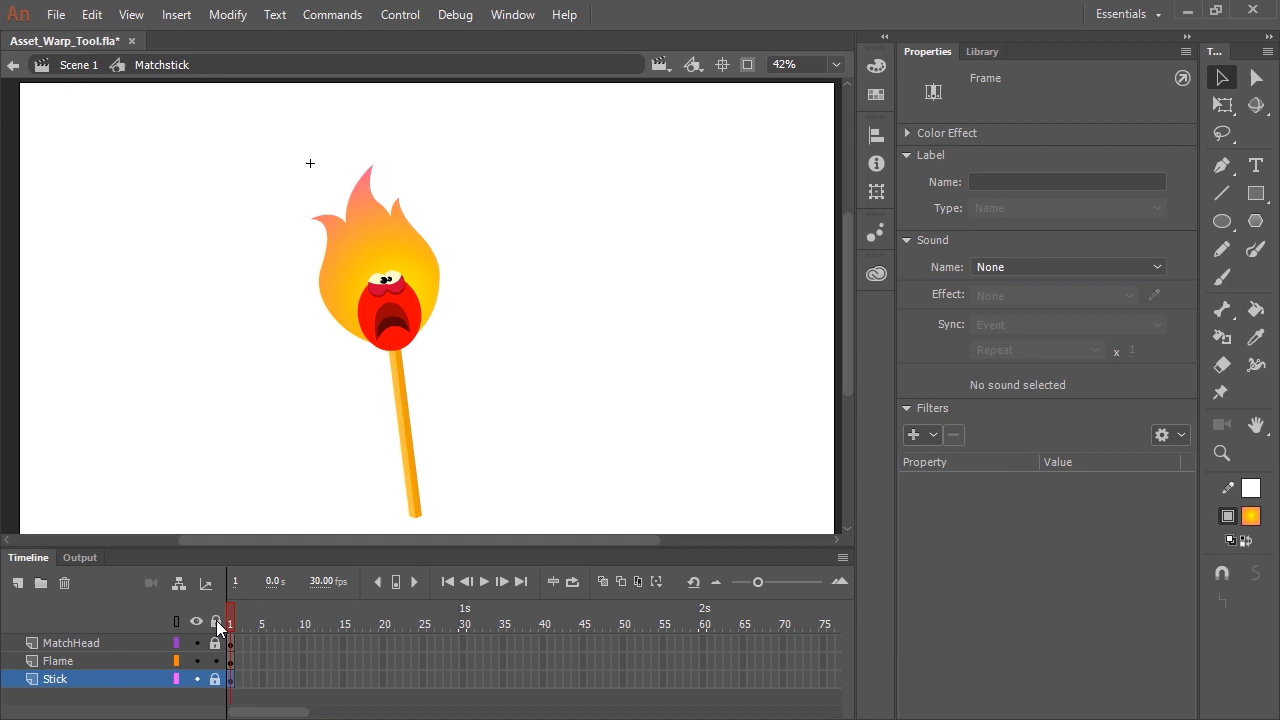 An File Edit View Insert Modify Text Commands Control Debug Window Help Essentials
Asset_Warp_Tool.fla* ×
Scene 1 Matchstick 42%
Properties Library T...
Frame
Color Effect
Label
Name:
Type: Name
Sound
Name: None
Effect: None
Sync: Event
Repeat x 1
No sound selected
Filters
Property Value
Timeline Output
1 0.0 s 30.00 fps
1s 2s
1 5 10 15 20 25 30 35 40 45 50 55 60 65 70 75
MatchHead
Flame
Stick